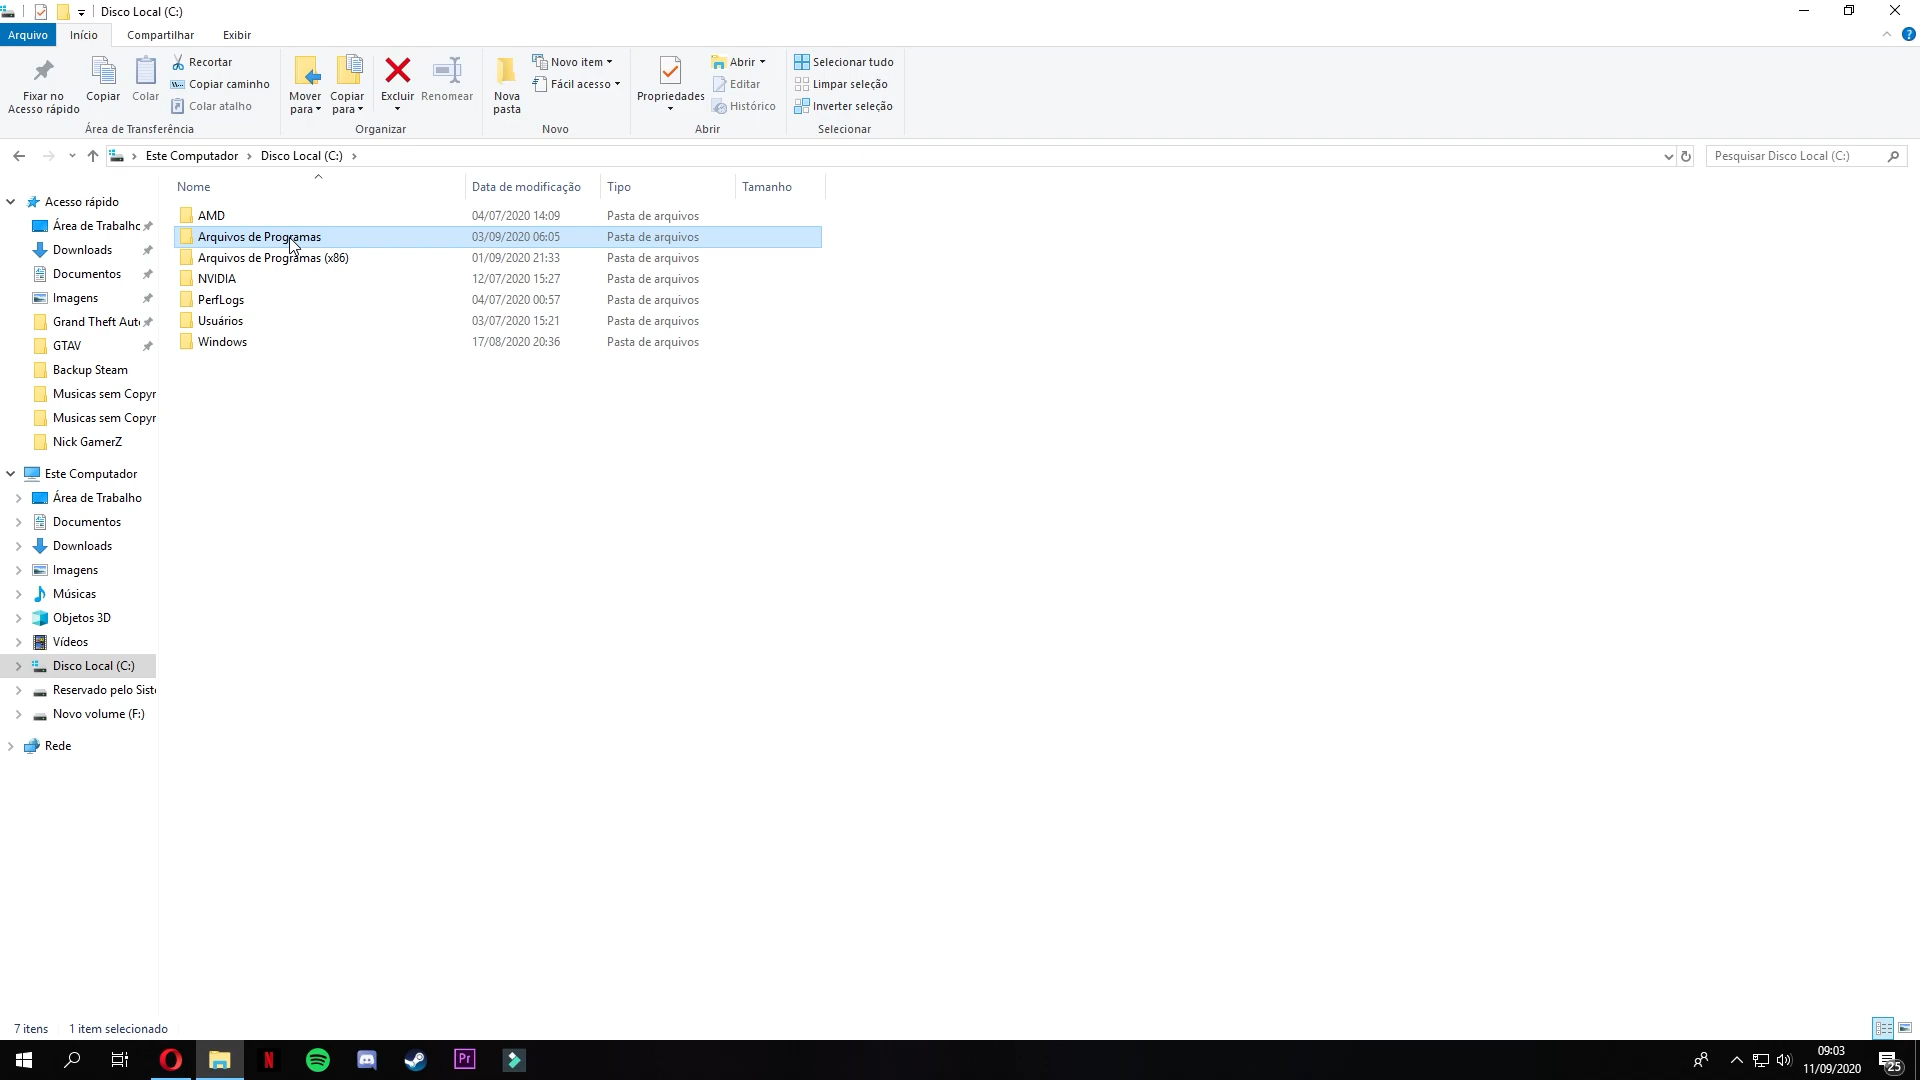 Disco Local (C:)
Arquivo Início Compartilhar Exibir
Fixar no
Acesso rápido
Copiar
Colar
Recortar
Copiar caminho
Colar atalho
Área de Transferência
Mover
para
Copiar
para
Excluir
Renomear
Organizar
Nova
pasta
Novo item
Fácil acesso
Novo
Propriedades
Abrir
Editar
Histórico
Abrir
Selecionar tudo
Limpar seleção
Inverter seleção
Selecionar
Este Computador > Disco Local (C:) >
Pesquisar Disco Local (C:)
Nome Data de modificação Tipo Tamanho
AMD 04/07/2020 14:09 Pasta de arquivos
Arquivos de Programas 03/09/2020 06:05 Pasta de arquivos
Arquivos de Programas (x86) 01/09/2020 21:33 Pasta de arquivos
NVIDIA 12/07/2020 15:27 Pasta de arquivos
PerfLogs 04/07/2020 00:57 Pasta de arquivos
Usuários 03/07/2020 15:21 Pasta de arquivos
Windows 17/08/2020 20:36 Pasta de arquivos
Acesso rápido
Área de Trabalho
Downloads
Documentos
Imagens
Grand Theft Aut
GTAV
Backup Steam
Musicas sem Copyr
Musicas sem Copyr
Nick GamerZ
Este Computador
Área de Trabalho
Documentos
Downloads
Imagens
Músicas
Objetos 3D
Vídeos
Disco Local (C:)
Reservado pelo Sist
Novo volume (F:)
Rede
7 itens 1 item selecionado
N
Pr
09:03
11/09/2020
25